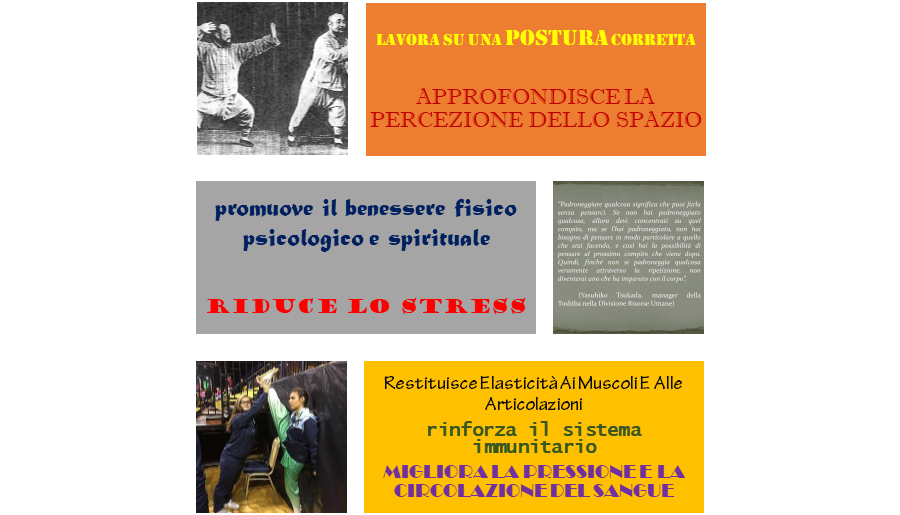 LAVORA SU UNA POSTURA CORRETTA
APPROFONDISCE LA
PERCEZIONE DELLO SPAZIO
promuove il benessere fisico
psicologico e spirituale
RIDUCE LO STRESS
"Padroneggiare qualcosa significa che puoi farla
senza pensarci. Se non hai padroneggiato
qualcosa, allora devi concentrarti su quel
compito, ma se l'hai padroneggiato, non hai
bisogno di pensare in modo particolare a quello
che stai facendo, e così hai la possibilità di
pensare al prossimo compito che viene dopo.
Quindi, finché non si padroneggia qualcosa
veramente attraverso la ripetizione, non
diventerai uno che ha imparato con il corpo".
(Yasuhiko Tsukada, manager della
Toshiba nella Divisione Risorse Umane)
Restituisce Elasticità Ai Muscoli E Alle
Articolazioni
rinforza il sistema
immunitario
MIGLIORA LA PRESSIONE E LA
CIRCOLAZIONE DEL SANGUE